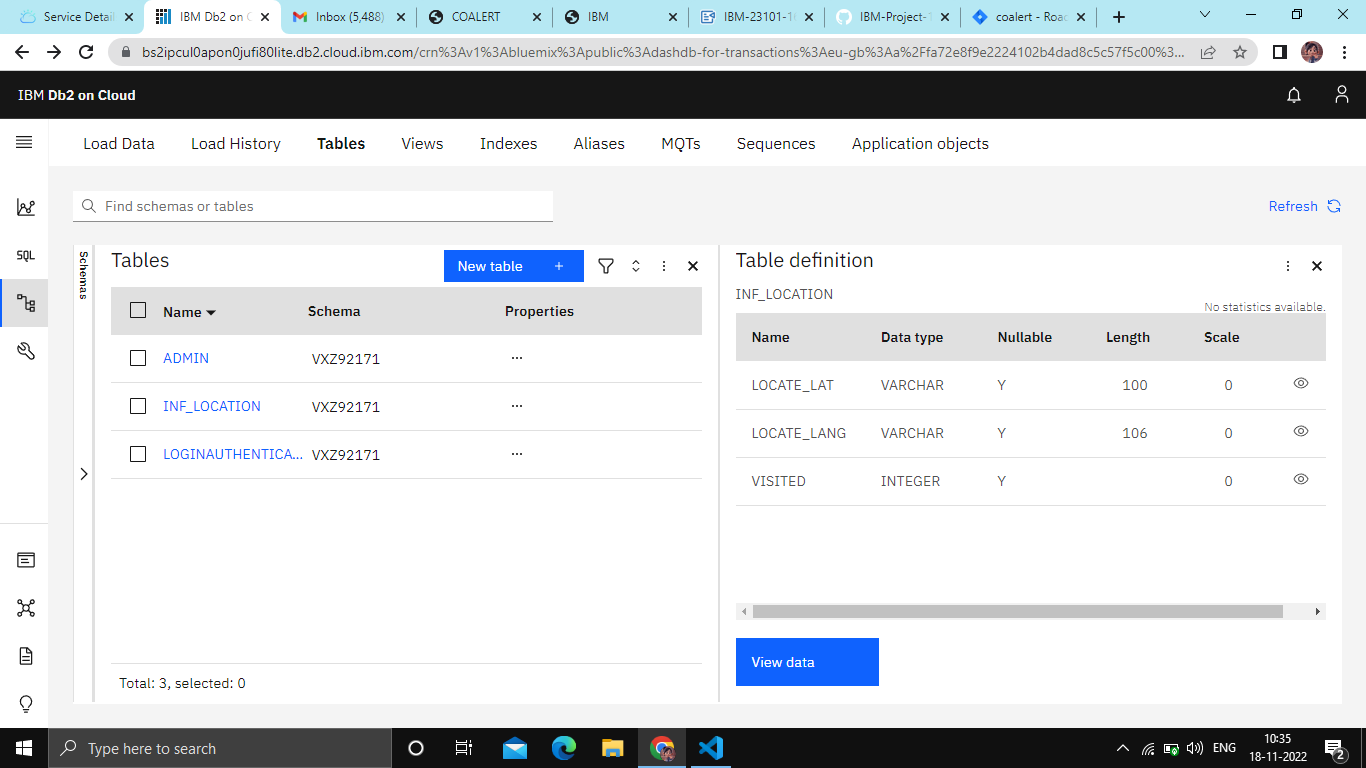 Service Detail
IBM Db2 on C
Inbox (5,488)
COALERT
IBM
IBM-23101-1
IBM-Project-1
coalert - Road
bs2ipcul0apon0jufi80lite.db2.cloud.ibm.com/crn%3Av1%3Abluemix%3Apublic%3Adashdb-for-transactions%3Aeu-gb%3Aa%2Ffa72e8f9e2224102b4dad8c5c57f5c00%3...
IBM Db2 on Cloud
Load Data
Load History
Tables
Views
Indexes
Aliases
MQTs
Sequences
Application objects
SQL
Find schemas or tables
Refresh
Schemas
Tables
New table +
Name Schema Properties
ADMIN VXZ92171 ...
INF_LOCATION VXZ92171 ...
LOGINAUTHENTICA... VXZ92171 ...
Total: 3, selected: 0
Table definition
INF_LOCATION
No statistics available.
Name Data type Nullable Length Scale
LOCATE_LAT VARCHAR Y 100 0
LOCATE_LANG VARCHAR Y 106 0
VISITED INTEGER Y 0
View data
Type here to search
ENG
10:35
18-11-2022
2